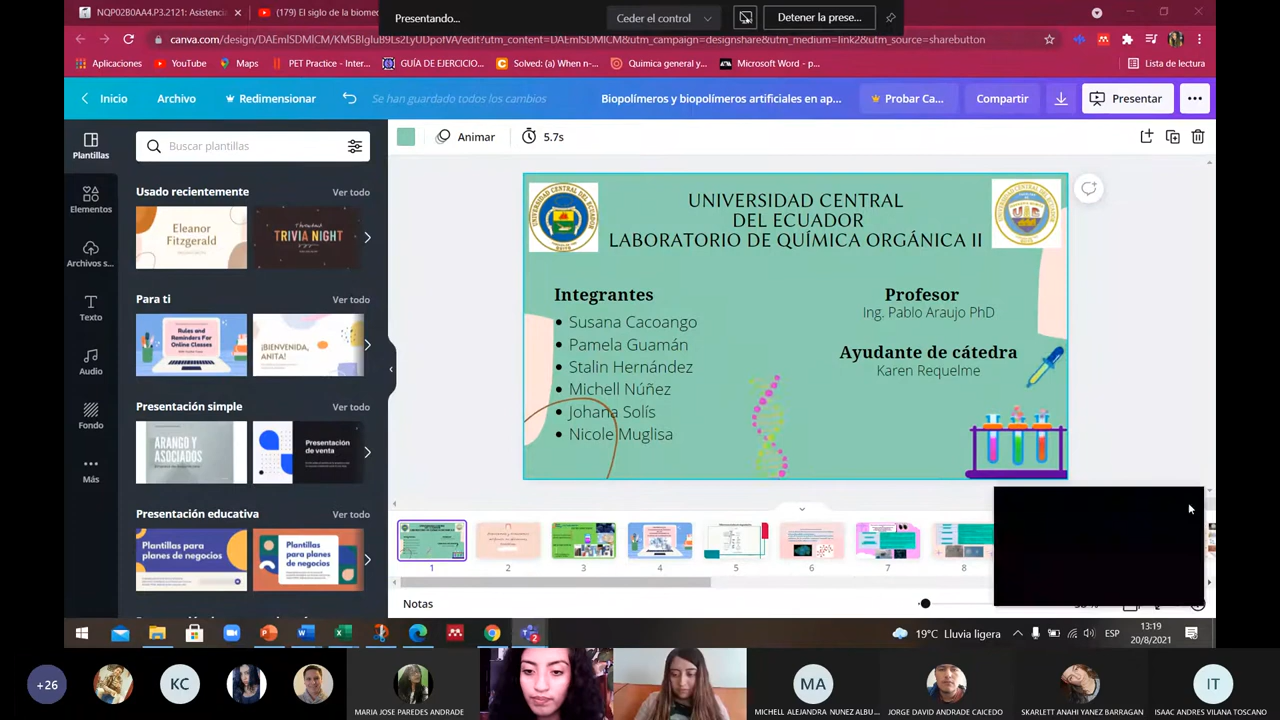 NQP02B0AA4.P3.2121: Asistenci
(179) El siglo de la biomed
Presentando...
Ceder el control
Detener la prese...
canva.com/design/DAEmlSDMlCM/KMSBIgIuB9Ls2LyUDpofVA/edit?utm_content=DAEmlSDMlCM&utm_campaign=designshare&utm_medium=link2&utm_source=sharebutton
Aplicaciones
YouTube
Maps
PET Practice - Inter...
GUÍA DE EJERCICIO...
Solved: (a) When n-...
Quimica general y...
Microsoft Word - p...
Lista de lectura
Inicio
Archivo
Redimensionar
Se han guardado todos los cambios
Biopolímeros y biopolímeros artificiales en ap...
Probar Ca...
Compartir
Presentar
Plantillas
Elementos
Archivos s...
Texto
Audio
Fondo
Más
Buscar plantillas
Usado recientemente
Ver todo
Eleanor
Fitzgerald
TRIVIA NIGHT
Para ti
Ver todo
Rules and
Reminders For
Online Classes
¡BIENVENIDA,
ANITA!
Presentación simple
Ver todo
ARANGO Y
ASOCIADOS
Presentación
de venta
Presentación educativa
Ver todo
Plantillas para
planes de negocios
Plantillas
para planes
de negocios
Animar
5.7s
UNIVERSIDAD CENTRAL
DEL ECUADOR
LABORATORIO DE QUÍMICA ORGÁNICA II
Integrantes
Susana Cacoango
Pamela Guamán
Stalin Hernández
Michell Núñez
Johana Solís
Nicole Muglisa
Profesor
Ing. Pablo Araujo PhD
Ayudante de cátedra
Karen Requelme
1
2
3
4
5
6
7
8
Notas
19°C Lluvia ligera
ESP
13:19
20/8/2021
+26
KC
MARIA JOSE PAREDES ANDRADE
MA
MICHELL ALEJANDRA NUNEZ ALBU...
JORGE DAVID ANDRADE CAICEDO
SKARLETT ANAHI YANEZ BARRAGAN
IT
ISAAC ANDRES VILANA TOSCANO